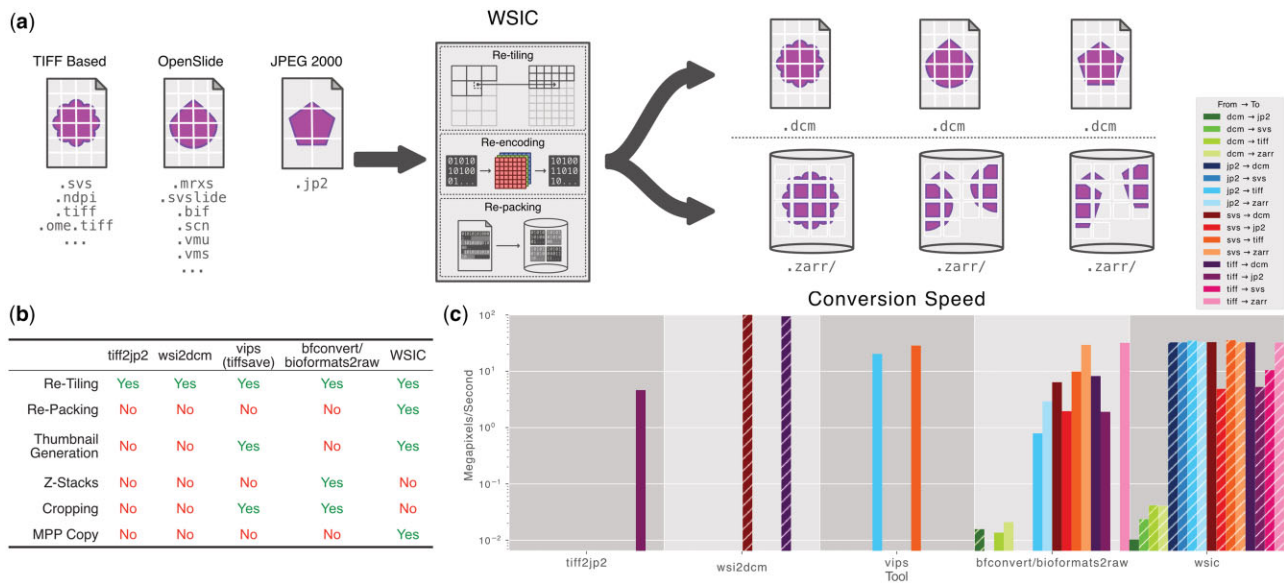 (a)
WSIC
TIFF Based
OpenSlide
JPEG 2000
.svs
.ndpi
.tiff
.ome.tiff
...
.mrxs
.svslide
.bif
.scn
.vmu
.vms
...
.jp2
Re-tiling
Re-encoding
01010
10100
01...
10100
11010
10...
Re-packing
.dcm
.dcm
.dcm
.zarr/
.zarr/
.zarr/
From → To
dcm → jp2
dcm → svs
dcm → tiff
dcm → zarr
jp2 → dcm
jp2 → svs
jp2 → tiff
jp2 → zarr
svs → dcm
svs → jp2
svs → tiff
svs → zarr
tiff → dcm
tiff → jp2
tiff → svs
tiff → zarr
(b)
tiff2jp2 wsi2dcm vips (tiffsave) bfconvert/ bioformats2raw WSIC
Re-Tiling Yes Yes Yes Yes Yes
Re-Packing No No No No Yes
Thumbnail Generation No No Yes No Yes
Z-Stacks No No No Yes No
Cropping No No Yes Yes No
MPP Copy No No No No Yes
(c)
Conversion Speed
Megapixels/Second
10²
10¹
10⁰
10⁻¹
10⁻²
tiff2jp2 wsi2dcm vips bfconvert/bioformats2raw wsic
Tool